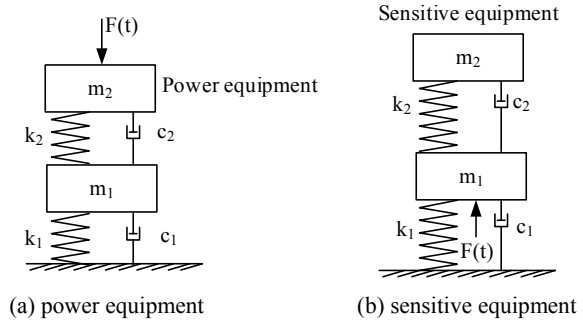 F(t)
m2
Power equipment
k2
c2
m1
k1
c1
(a) power equipment
Sensitive equipment
m2
k2
c2
m1
k1
F(t)
c1
(b) sensitive equipment